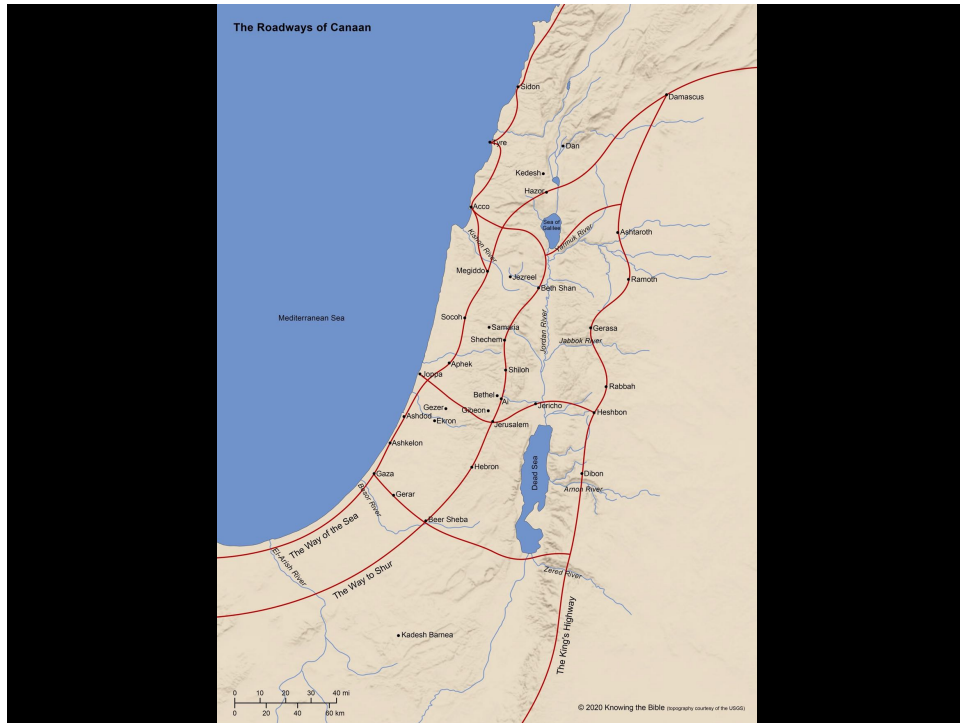 The Roadways of Canaan
Sidon
Damascus
Tyre
Dan
Kedesh
Hazor
Acco
Sea of
Galilee
Kishon River
Yarmuk River
Ashtaroth
Megiddo
Jezreel
Ramoth
Beth Shan
Mediterranean Sea
Socoh
Samaria
Gerasa
Shechem
Jordan River
Jabbok River
Aphek
Shiloh
Joppa
Rabbah
Bethel
Ai
Jericho
Gezer
Gibeon
Heshbon
Ashdod
Ekron
Jerusalem
Ashkelon
Hebron
Dead Sea
Gaza
Dibon
Arnon River
Besor River
Gerar
Beer Sheba
The Way of the Sea
El-Arish River
The Way to Shur
Zered River
Kadesh Barnea
The King's Highway
0 10 20 30 40 mi
0 20 40 60 km
© 2020 Knowing the Bible (topography courtesy of the USGS)